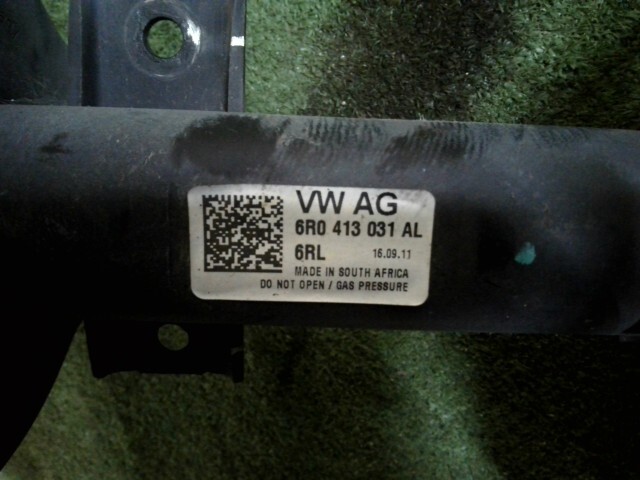 VW AG
6R0 413 031 AL
6RL 16.09.11
MADE IN SOUTH AFRICA
DO NOT OPEN / GAS PRESSURE